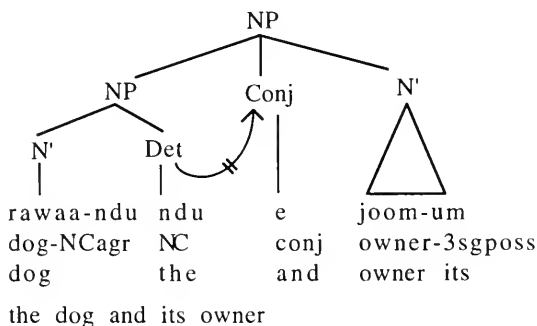 NP
NP Conj N'
N' Det
rawaa-ndu ndu e joom-um
dog-NCagr NC conj owner-3sgposs
dog the and owner its
the dog and its owner